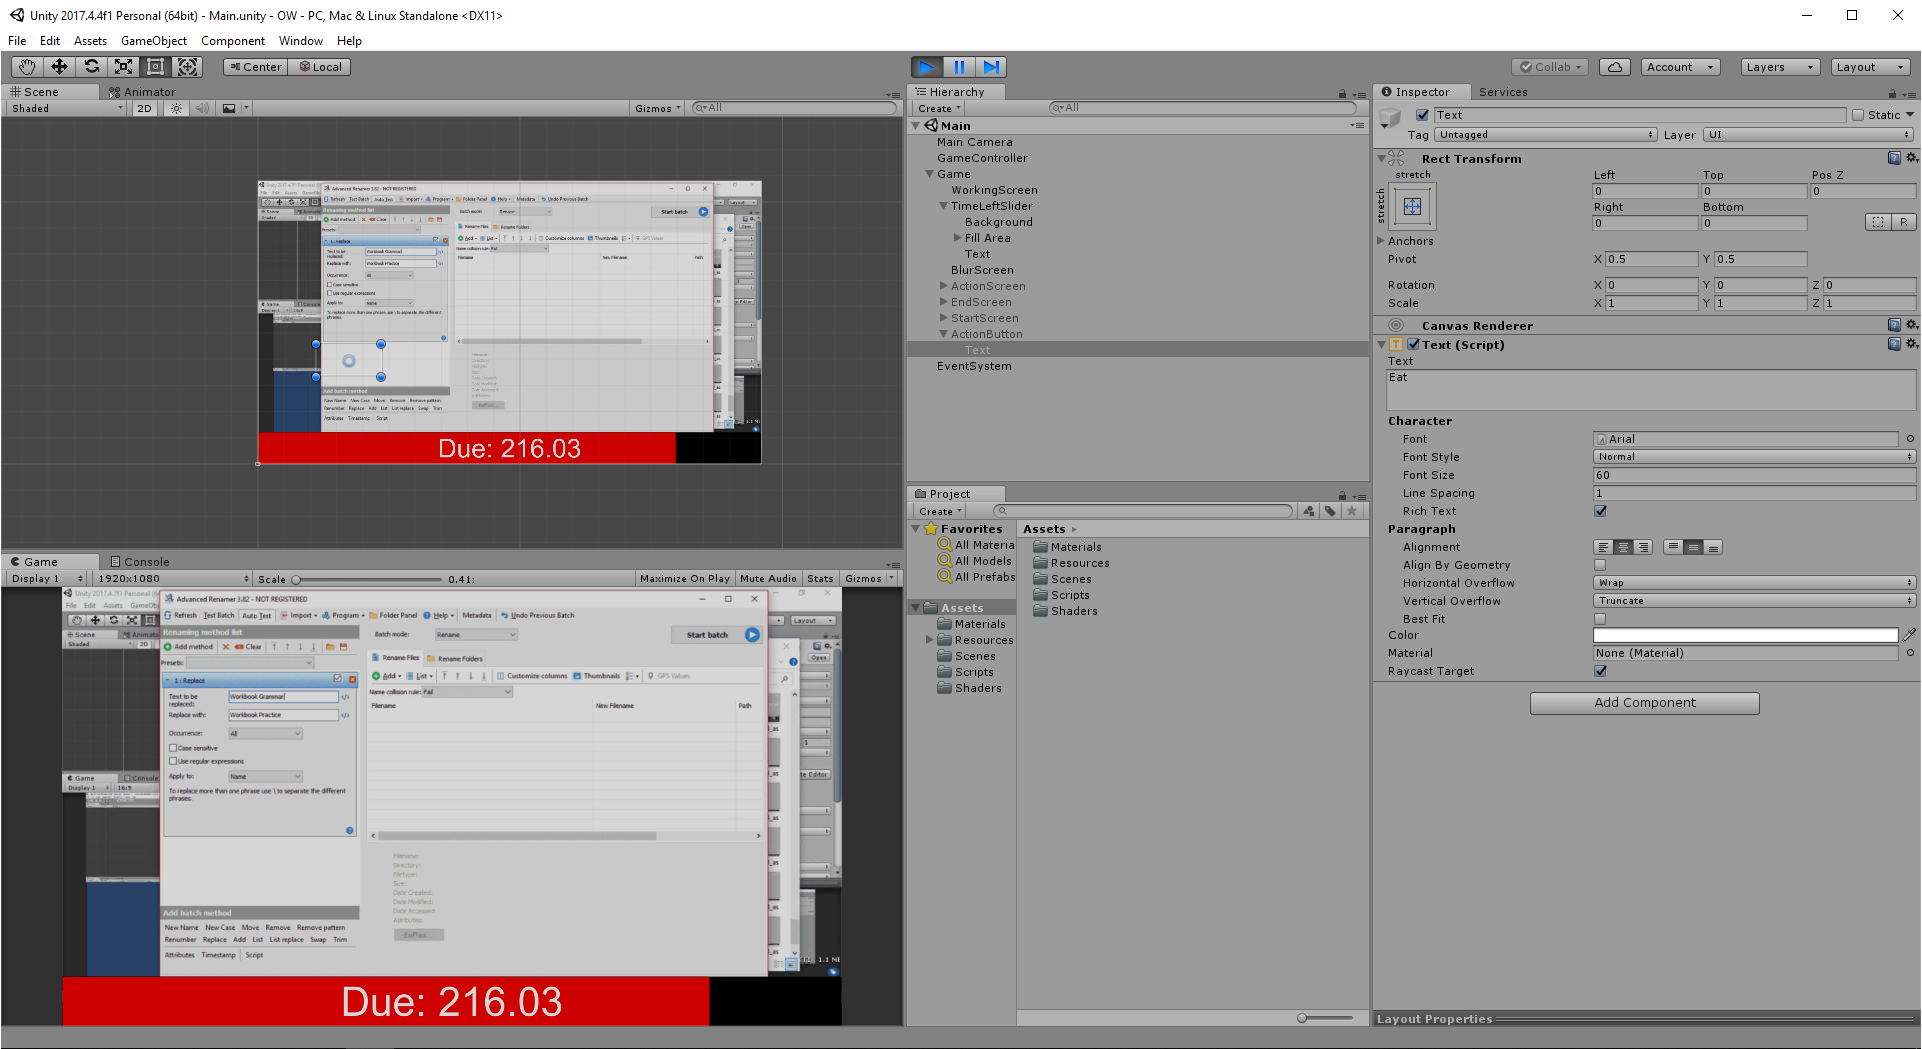 Unity 2017.4.4f1 Personal (64bit) - Main.unity - OW - PC, Mac & Linux Standalone <DX11>
File Edit Assets GameObject Component Window Help
Center Local
Collab Account Layers Layout
Scene Animator
Shaded 2D Gizmos All
Hierarchy
Create All
Main
Main Camera
GameController
Game
WorkingScreen
TimeLeftSlider
Background
Fill Area
Text
BlurScreen
ActionScreen
EndScreen
StartScreen
ActionButton
Text
EventSystem
Due: 216.03
Game Console
Display 1 1920x1080 Scale 0.41: Maximize On Play Mute Audio Stats Gizmos
Advanced Renamer 3.82 - NOT REGISTERED
Refresh Test Batch Auto Test Import Program Folder Panel Help Metadata Undo Previous Batch
Renaming method list
Batch mode: Rename Start batch
Add method Clear
Rename Files Rename Folders
Presets:
Add List Customize columns Thumbnails GPS Values
1: Replace
Name collision rule: Fail
Text to be replaced: Workbook Grammar
Filename New Filename Path
Replace with: Workbook Practice
Occurrence: All
Case sensitive
Use regular expressions
Apply to: Name
To replace more than one phrase use \ to separate the different
phrases.
Filename:
Directory:
Filetype:
Size:
Date Created:
Date Modified:
Date Accessed:
Attributes:
ExifTool...
Add batch method
New Name New Case Move Remove Remove pattern
Renumber Replace Add List List replace Swap Trim
Attributes Timestamp Script
Due: 216.03
Project
Create
Favorites
All Materia
All Models
All Prefabs
Assets
Materials
Resources
Scenes
Scripts
Shaders
Assets
Materials
Resources
Scenes
Scripts
Shaders
Inspector Services
Text Static
Tag Untagged Layer UI
Rect Transform
stretch Left Top Pos Z
stretch 0 0 0
Right Bottom
0 0 R
Anchors
Pivot X 0.5 Y 0.5
Rotation X 0 Y 0 Z 0
Scale X 1 Y 1 Z 1
Canvas Renderer
Text (Script)
Text
Eat
Character
Font Arial
Font Style Normal
Font Size 60
Line Spacing 1
Rich Text
Paragraph
Alignment
Align By Geometry
Horizontal Overflow Wrap
Vertical Overflow Truncate
Best Fit
Color
Material None (Material)
Raycast Target
Add Component
Layout Properties